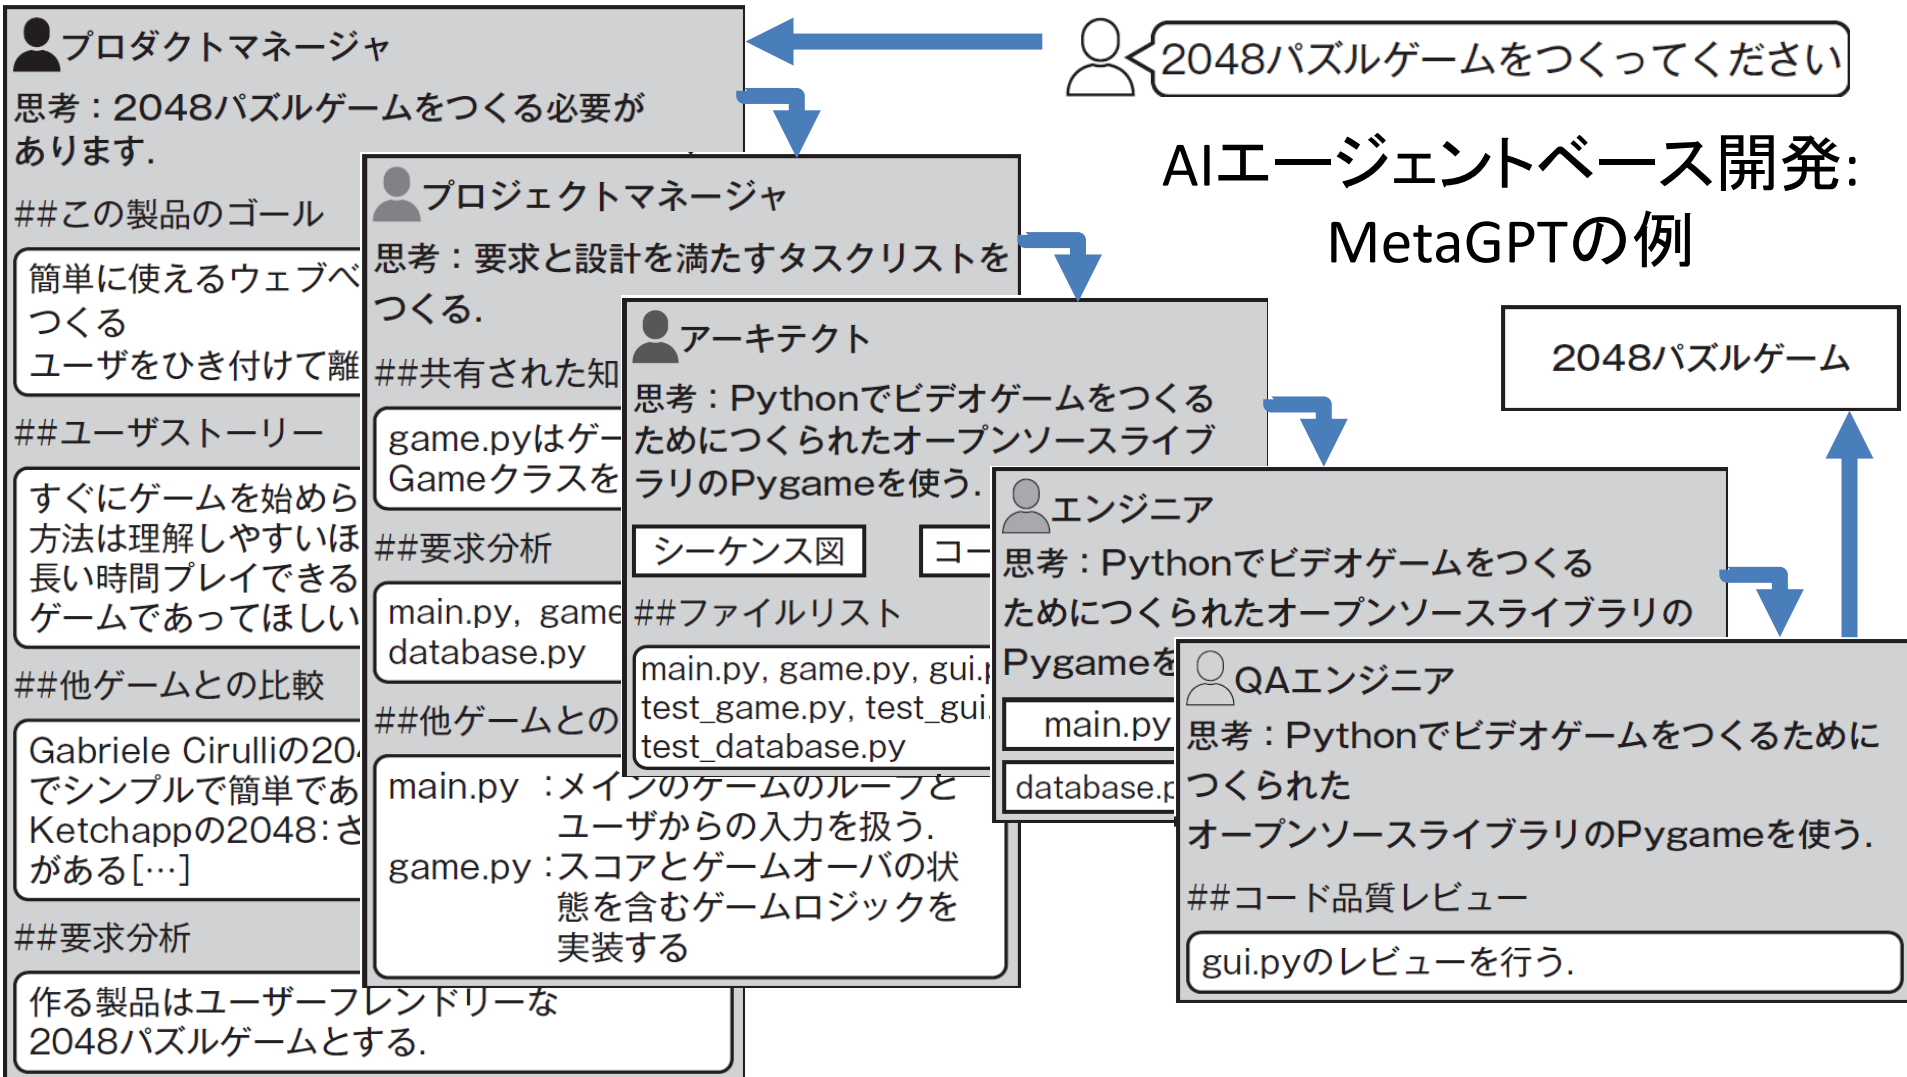 2048パズルゲームをつくってください
AIエージェントベース開発:
MetaGPTの例
プロダクトマネージャ
思考：2048パズルゲームをつくる必要が
あります.
##この製品のゴール
簡単に使えるウェブベ
つくる
ユーザをひき付けて離
##ユーザストーリー
すぐにゲームを始めら
方法は理解しやすいほ
長い時間プレイできる
ゲームであってほしい
##他ゲームとの比較
Gabriele Cirulliの204
でシンプルで簡単であ
Ketchappの2048：さ
がある[…]
##要求分析
作る製品はユーザーフレンドリーな
2048パズルゲームとする.
プロジェクトマネージャ
思考：要求と設計を満たすタスクリストを
つくる.
##共有された知
game.pyはゲー
Gameクラスを
##要求分析
main.py, game
database.py
##他ゲームとの
main.py ：メインのゲームのループと
ユーザからの入力を扱う.
game.py：スコアとゲームオーバの状
態を含むゲームロジックを
実装する
アーキテクト
思考：Pythonでビデオゲームをつくる
ためにつくられたオープンソースライブ
ラリのPygameを使う.
シーケンス図
コー
##ファイルリスト
main.py, game.py, gui.p
test_game.py, test_gui.
test_database.py
エンジニア
思考：Pythonでビデオゲームをつくる
ためにつくられたオープンソースライブラリの
Pygameを
main.py
database.p
QAエンジニア
思考：Pythonでビデオゲームをつくるために
つくられた
オープンソースライブラリのPygameを使う.
##コード品質レビュー
gui.pyのレビューを行う.
2048パズルゲーム